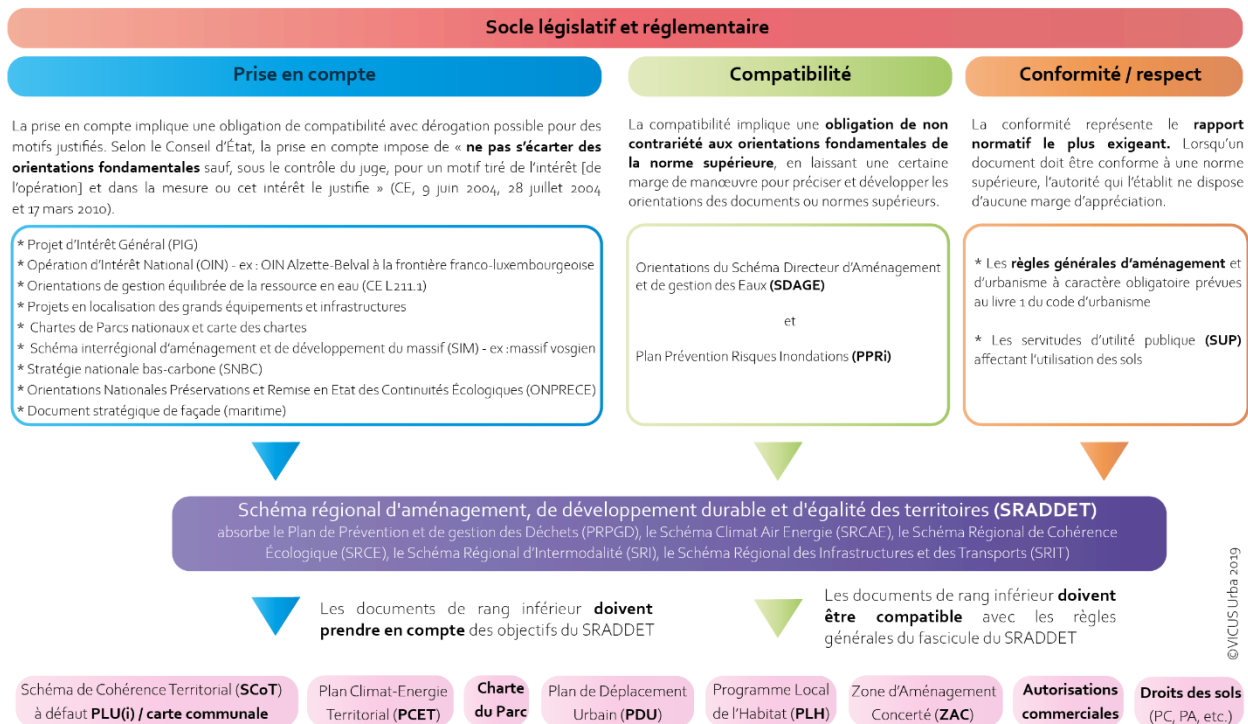 Socle législatif et réglementaire
Prise en compte
La prise en compte implique une obligation de compatibilité avec dérogation possible pour des
motifs justifiés. Selon le Conseil d'État, la prise en compte impose de « ne pas s'écarter des
orientations fondamentales sauf, sous le contrôle du juge, pour un motif tiré de l'intérêt [de
l'opération] et dans la mesure ou cet intérêt le justifie » (CE, 9 juin 2004, 28 juillet 2004
et 17 mars 2010).
* Projet d'Intérêt Général (PIG)
* Opération d'Intérêt National (OIN) - ex : OIN Alzette-Belval à la frontière franco-luxembourgeoise
* Orientations de gestion équilibrée de la ressource en eau (CE L211.1)
* Projets en localisation des grands équipements et infrastructures
* Chartes de Parcs nationaux et carte des chartes
* Schéma interrégional d'aménagement et de développement du massif (SIM) - ex :massif vosgien
* Stratégie nationale bas-carbone (SNBC)
* Orientations Nationales Préservations et Remise en Etat des Continuités Écologiques (ONPRECE)
* Document stratégique de façade (maritime)
Compatibilité
La compatibilité implique une obligation de non
contrariété aux orientations fondamentales de
la norme supérieure, en laissant une certaine
marge de manœuvre pour préciser et développer les
orientations des documents ou normes supérieurs.
Orientations du Schéma Directeur d'Aménagement
et de gestion des Eaux (SDAGE)
et
Plan Prévention Risques Inondations (PPRi)
Conformité / respect
La conformité représente le rapport
normatif le plus exigeant. Lorsqu'un
document doit être conforme à une norme
supérieure, l'autorité qui l'établit ne dispose
d'aucune marge d'appréciation.
* Les règles générales d'aménagement et
d'urbanisme à caractère obligatoire prévues
au livre 1 du code d'urbanisme
* Les servitudes d'utilité publique (SUP)
affectant l'utilisation des sols
Schéma régional d'aménagement, de développement durable et d'égalité des territoires (SRADDET)
absorbe le Plan de Prévention et de gestion des Déchets (PRPGD), le Schéma Climat Air Energie (SRCAE), le Schéma Régional de Cohérence
Écologique (SRCE), le Schéma Régional d'Intermodalité (SRI), le Schéma Régional des Infrastructures et des Transports (SRIT)
Les documents de rang inférieur doivent
prendre en compte des objectifs du SRADDET
Les documents de rang inférieur doivent
être compatible avec les règles
générales du fascicule du SRADDET
©VICUS Urba 2019
Schéma de Cohérence Territorial (SCoT)
à défaut PLU(i) / carte communale
Plan Climat-Energie
Territorial (PCET)
Charte
du Parc
Plan de Déplacement
Urbain (PDU)
Programme Local
de l'Habitat (PLH)
Zone d'Aménagement
Concerté (ZAC)
Autorisations
commerciales
Droits des sols
(PC, PA, etc.)